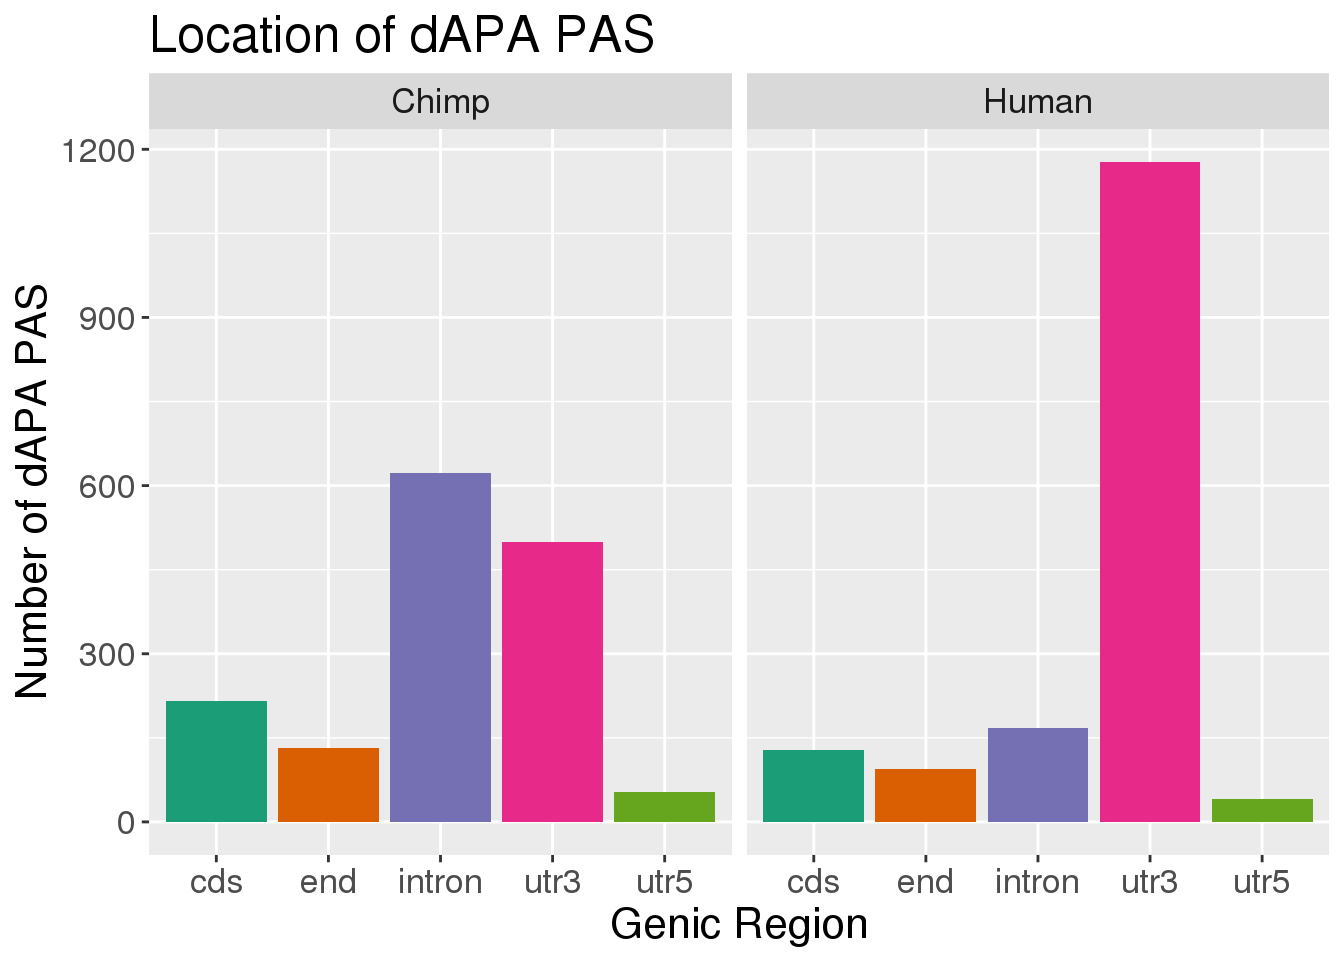 Location of dAPA PAS
Chimp
Human
Number of dAPA PAS
1200
900
600
300
0
cds end intron utr3 utr5
cds end intron utr3 utr5
Genic Region